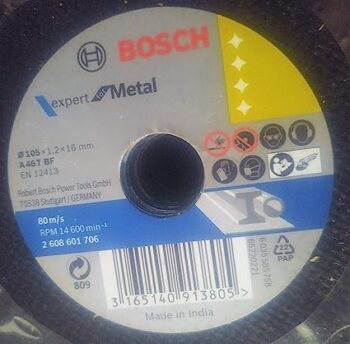 BOSCH
expert for Metal
Ø 105 x 1,2 x 16 mm
A46T BF
EN 12413
Robert Bosch Power Tools GmbH
70538 Stuttgart / GERMANY
80 m/s
RPM 14 600 min⁻¹
2 608 601 706
809
3 165140 913805
Made in India
22
PAP